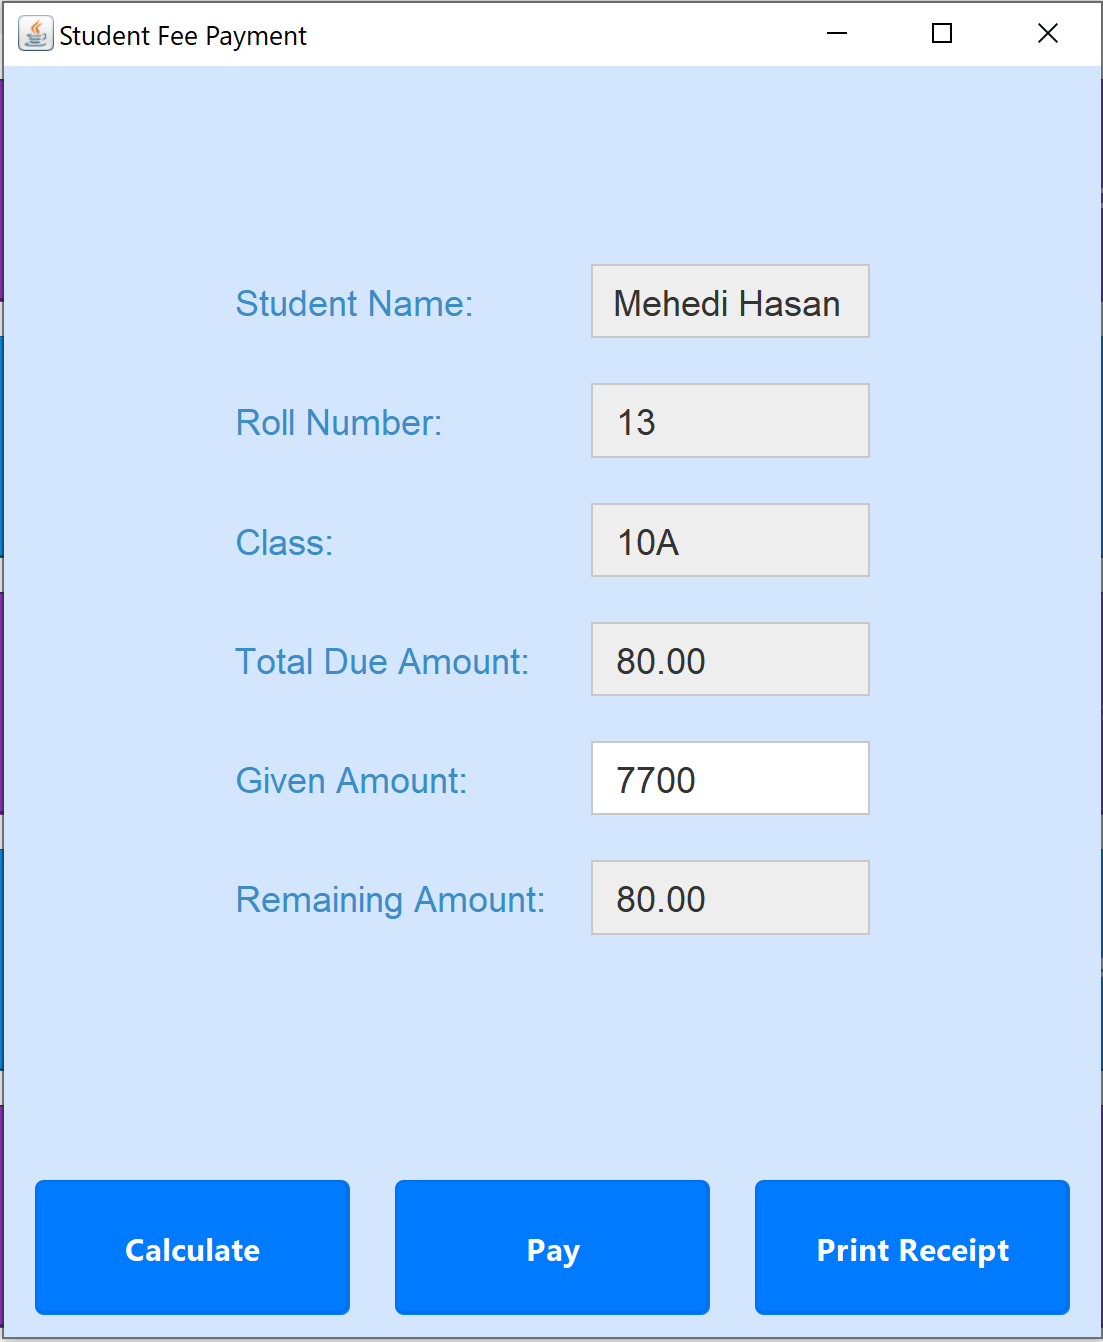 Student Fee Payment
Student Name: Mehedi Hasan
Roll Number: 13
Class: 10A
Total Due Amount: 80.00
Given Amount: 7700
Remaining Amount: 80.00
Calculate Pay Print Receipt